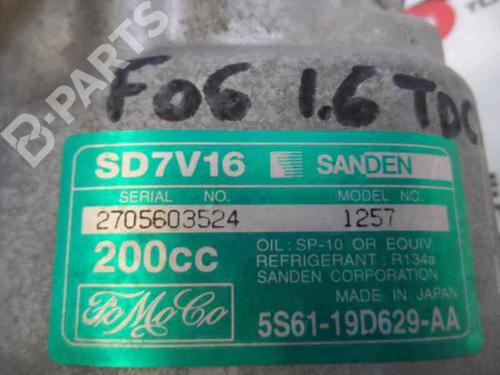 B-PARTS
FOG 1.6 TDC
SD7V16 SANDEN
SERIAL NO. MODEL NO.
2705603524 1257
200cc
OIL : SP-10 OR EQUIV.
REFRIGERANT : R134a
SANDEN CORPORATION
MADE IN JAPAN
FoMoCo
5S61-19D629-AA